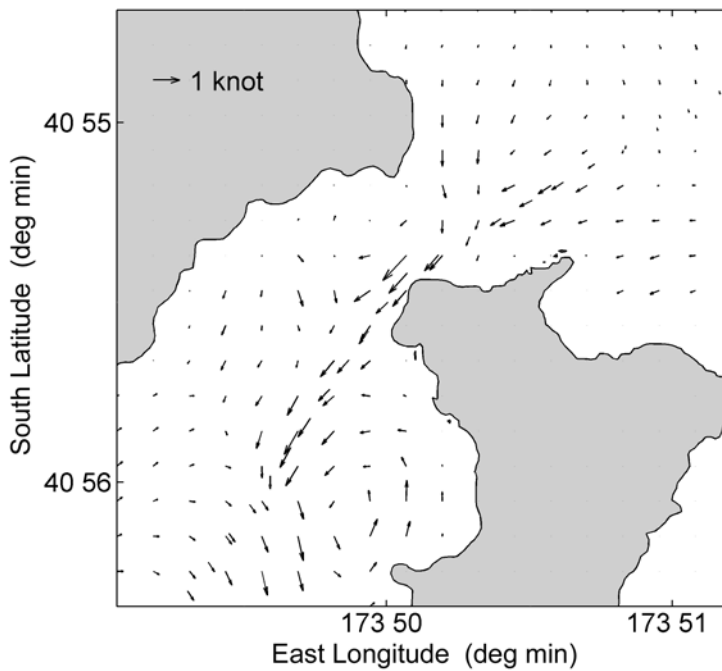 1 knot
40 55
South Latitude (deg min)
40 56
173 50
173 51
East Longitude (deg min)